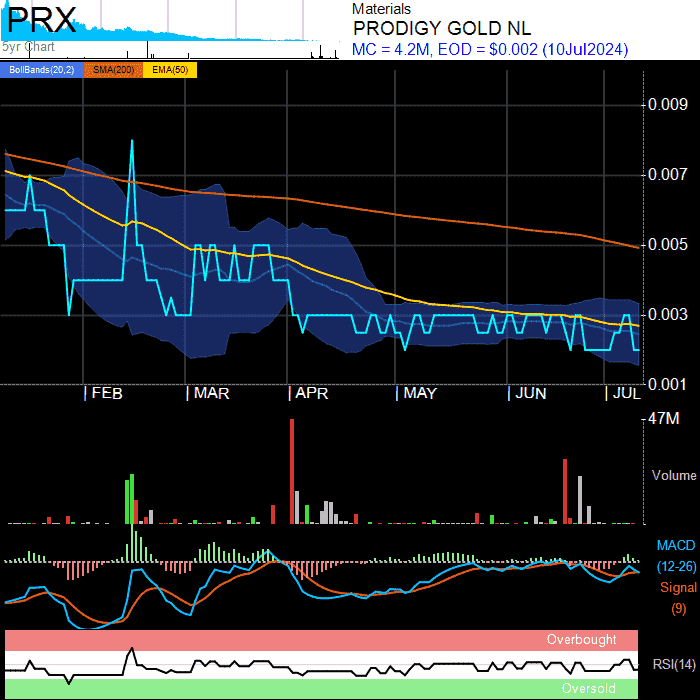 PRX
5yr Chart
Materials
PRODIGY GOLD NL
MC = 4.2M, EOD = $0.002 (10Jul2024)
BollBands(20,2) SMA(200) EMA(50)
0.009
0.007
0.005
0.003
0.001
FEB MAR APR MAY JUN JUL
47M
Volume
MACD
(12-26)
Signal
(9)
Overbought
RSI(14)
Oversold